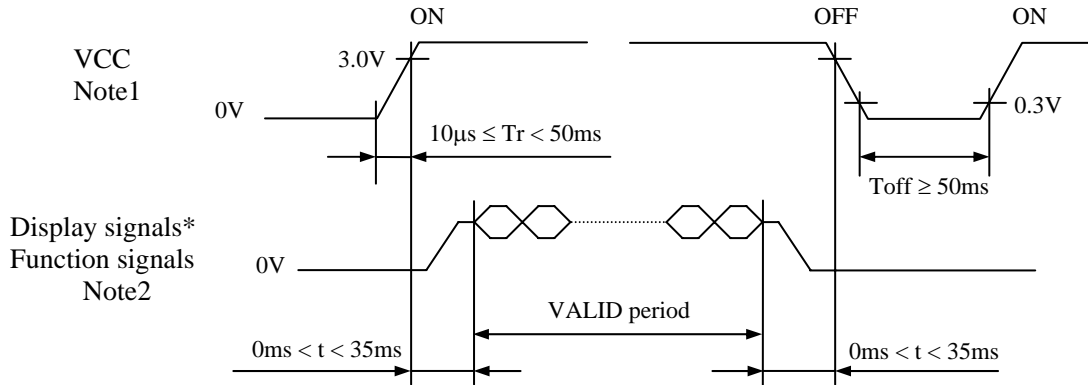 ON
OFF
ON
VCC
Note1
3.0V
0V
0.3V
10μs ≤ Tr < 50ms
Toff ≥ 50ms
Display signals*
Function signals
Note2
0V
VALID period
0ms < t < 35ms
0ms < t < 35ms